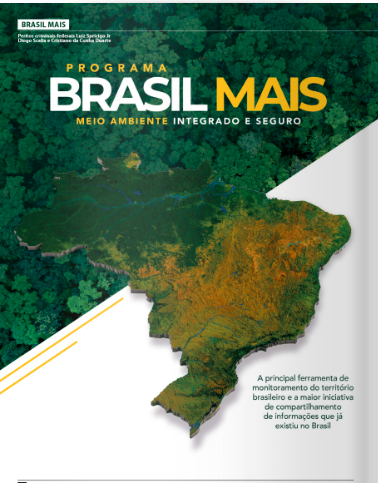 BRASIL MAIS
Peritos criminais federais Luiz Spricigo Jr
Diogo Scalia e Cristiano da Cunha Duarte
PROGRAMA
BRASIL MAIS
MEIO AMBIENTE INTEGRADO E SEGURO
A principal ferramenta de
monitoramento do território
brasileiro e a maior iniciativa
de compartilhamento
de informações que já
existiu no Brasil